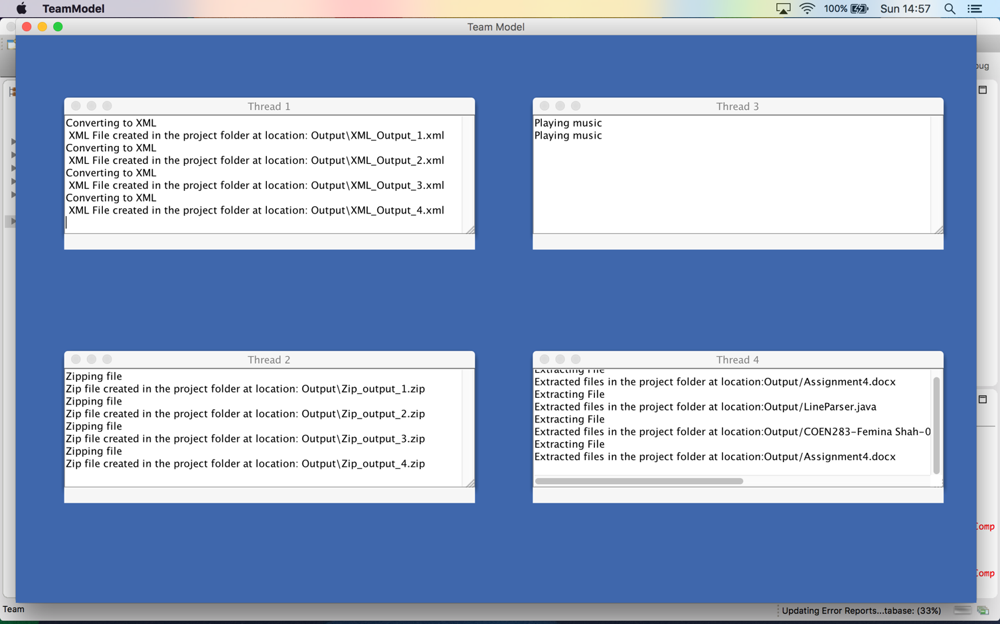 TeamModel
100%
Sun 14:57
Team Model
Thread 1
Converting to XML
XML File created in the project folder at location: Output\XML_Output_1.xml
Converting to XML
XML File created in the project folder at location: Output\XML_Output_2.xml
Converting to XML
XML File created in the project folder at location: Output\XML_Output_3.xml
Converting to XML
XML File created in the project folder at location: Output\XML_Output_4.xml
Thread 3
Playing music
Playing music
Thread 2
Zipping file
Zip file created in the project folder at location: Output\Zip_output_1.zip
Zipping file
Zip file created in the project folder at location: Output\Zip_output_2.zip
Zipping file
Zip file created in the project folder at location: Output\Zip_output_3.zip
Zipping file
Zip file created in the project folder at location: Output\Zip_output_4.zip
Thread 4
Extracting File
Extracted files in the project folder at location:Output/Assignment4.docx
Extracting File
Extracted files in the project folder at location:Output/LineParser.java
Extracting File
Extracted files in the project folder at location:Output/COEN283-Femina Shah-0
Extracting File
Extracted files in the project folder at location:Output/Assignment4.docx
bug
Comp
Comp
Team
Updating Error Reports...tabase: (33%)